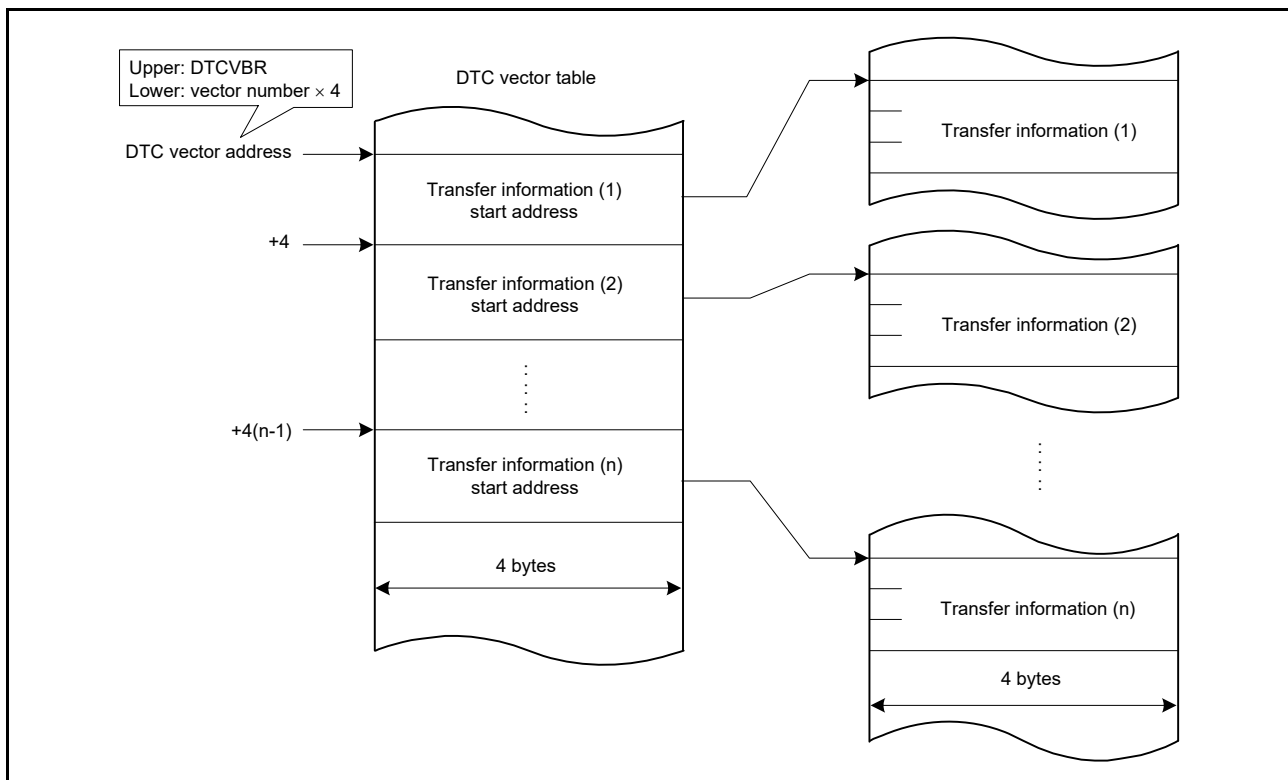 Upper: DTCVBR
Lower: vector number × 4
DTC vector table
DTC vector address
Transfer information (1)
start address
+4
Transfer information (2)
start address
+4(n-1)
Transfer information (n)
start address
4 bytes
Transfer information (1)
Transfer information (2)
Transfer information (n)
4 bytes